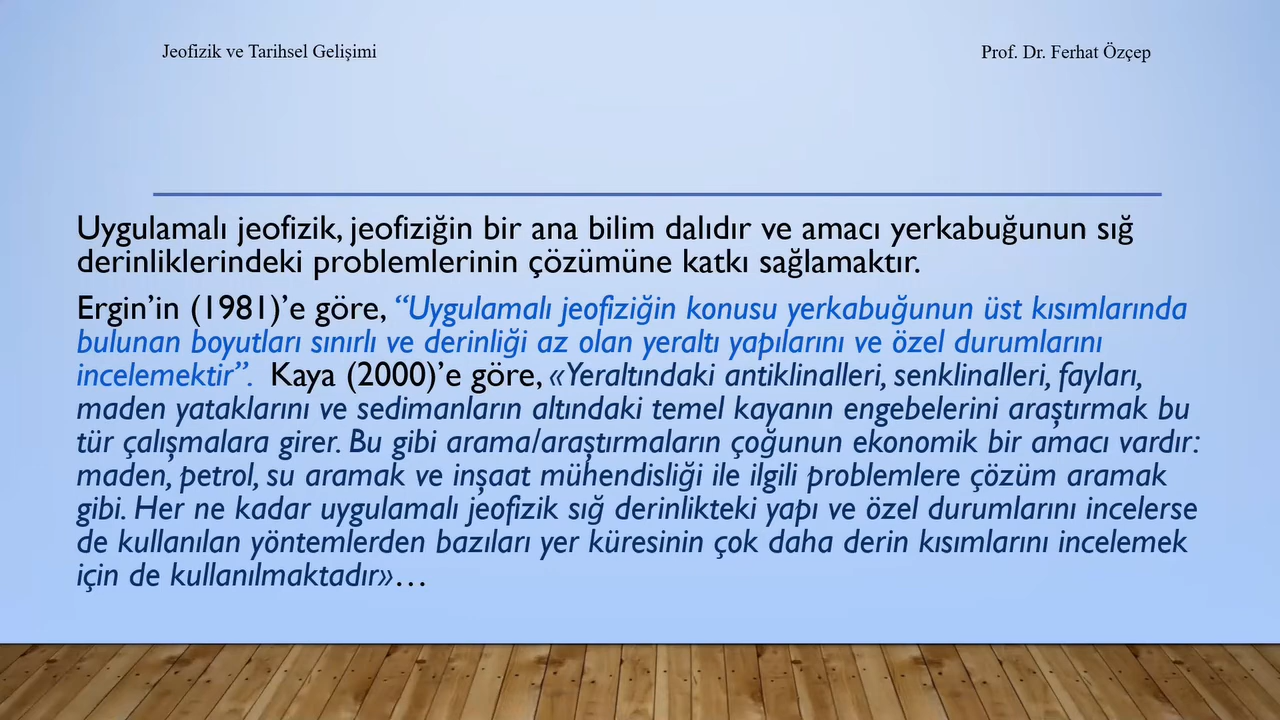 Jeofizik ve Tarihsel Gelişimi
Prof. Dr. Ferhat Özçep
Uygulamalı jeofizik, jeofiziğin bir ana bilim dalıdır ve amacı yerkabuğunun sığ
derinliklerindeki problemlerinin çözümüne katkı sağlamaktır.
Ergin’in (1981)’e göre, “Uygulamalı jeofiziğin konusu yerkabuğunun üst kısımlarında
bulunan boyutları sınırlı ve derinliği az olan yeraltı yapılarını ve özel durumlarını
incelemektir”. Kaya (2000)’e göre, «Yeraltındaki antiklinalleri, senklinalleri, fayları,
maden yataklarını ve sedimanların altındaki temel kayanın engebelerini araştırmak bu
tür çalışmalara girer. Bu gibi arama/araştırmaların çoğunun ekonomik bir amacı vardır:
maden, petrol, su aramak ve inşaat mühendisliği ile ilgili problemlere çözüm aramak
gibi. Her ne kadar uygulamalı jeofizik sığ derinlikteki yapı ve özel durumlarını incelerse
de kullanılan yöntemlerden bazıları yer küresinin çok daha derin kısımlarını incelemek
için de kullanılmaktadır»…